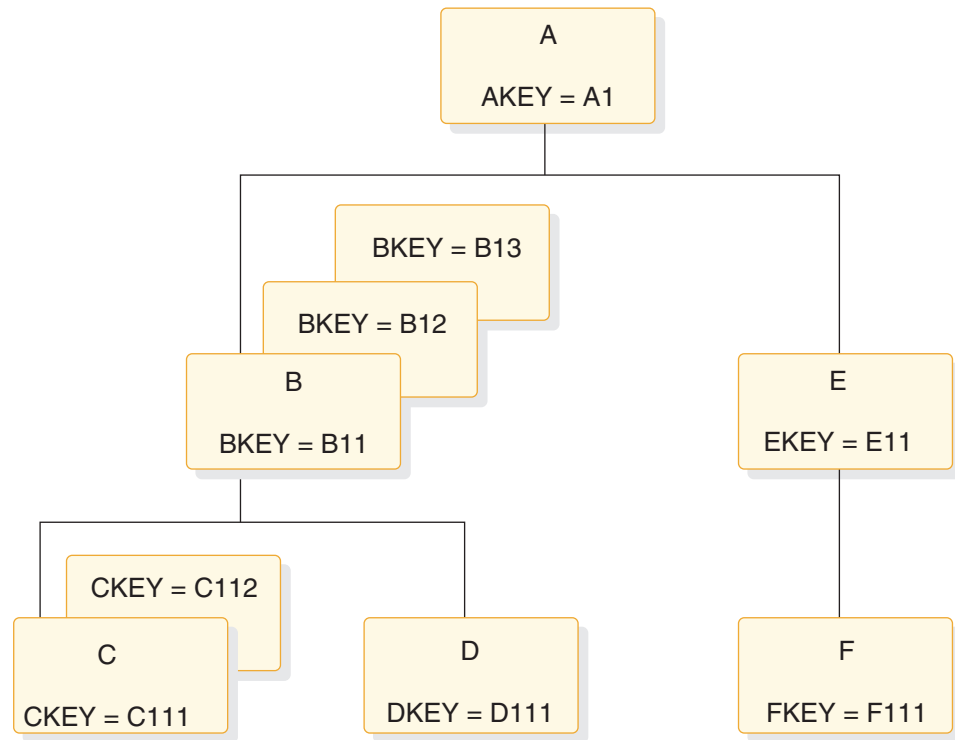 A
AKEY = A1
BKEY = B13
BKEY = B12
B
BKEY = B11
E
EKEY = E11
CKEY = C112
C
CKEY = C111
D
DKEY = D111
F
FKEY = F111